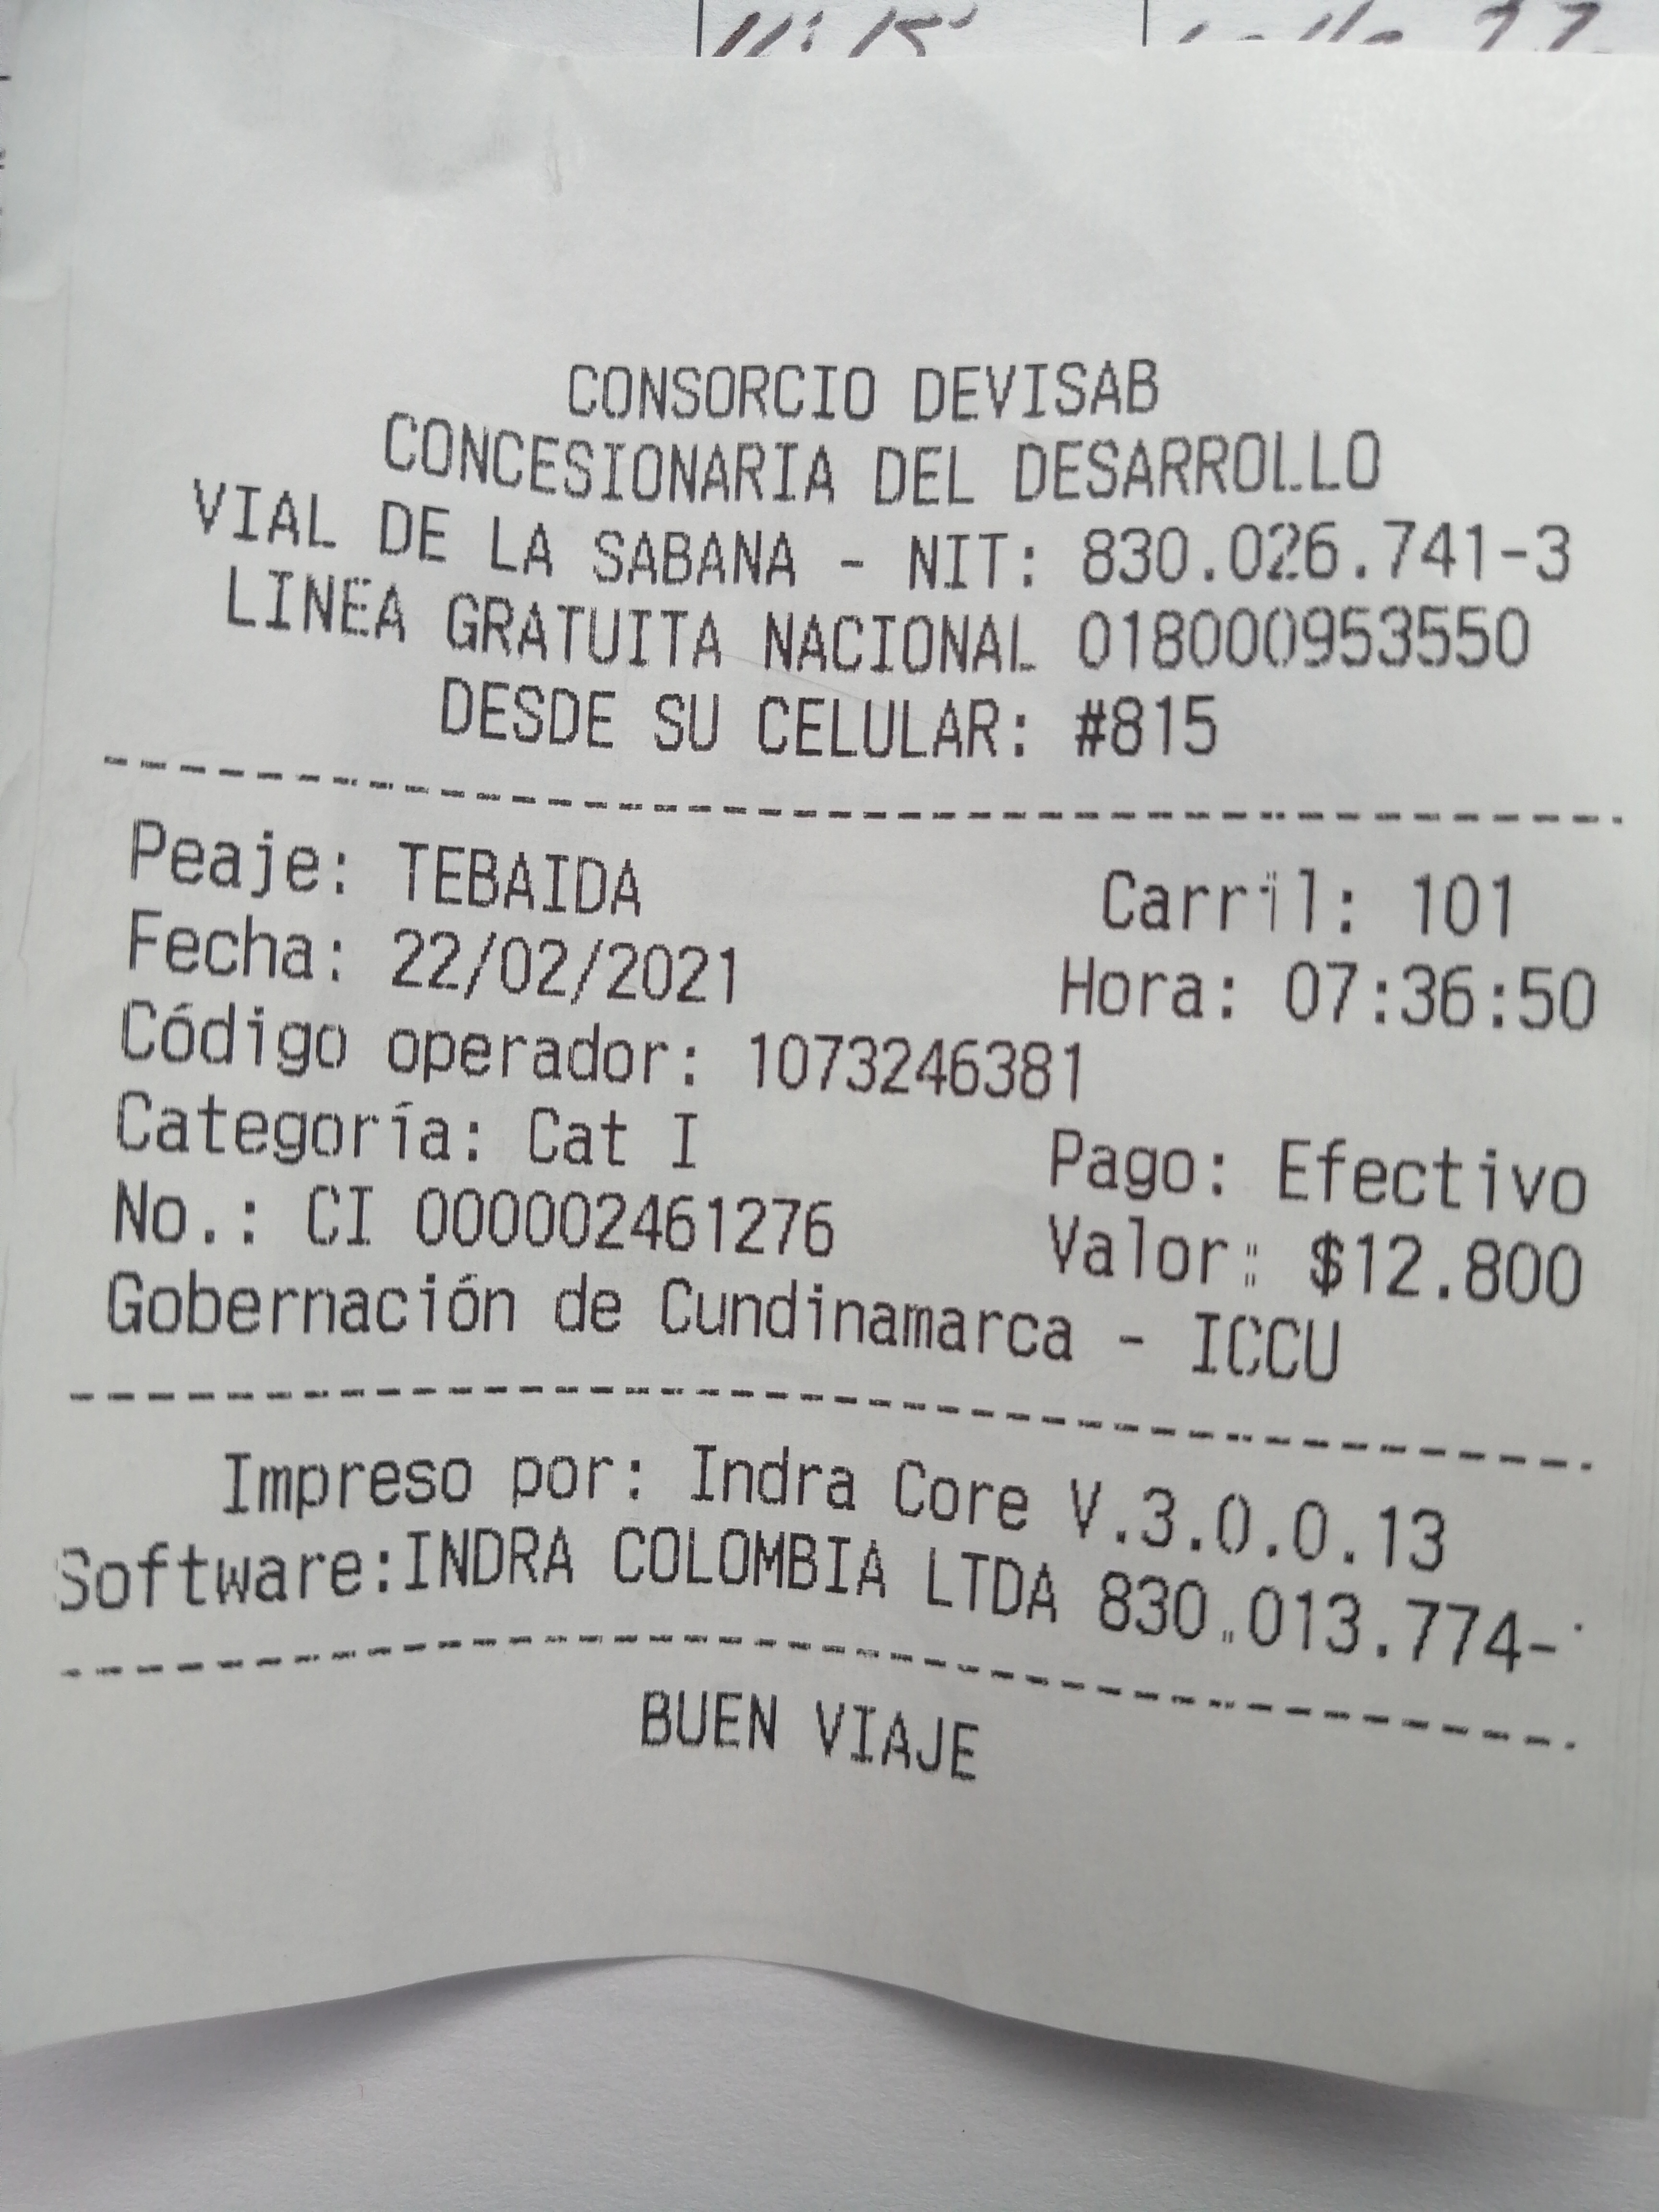 CONSORCIO DEVISAB
CONCESIONARIA DEL DESARROLLO
VIAL DE LA SABANA - NIT: 830.026.741-3
LINEA GRATUITA NACIONAL 018000953550
DESDE SU CELULAR: #815
Peaje: TEBAIDA Carril: 101
Fecha: 22/02/2021 Hora: 07:36:50
Código operador: 1073246381
Categoría: Cat I Pago: Efectivo
No.: CI 000002461276 Valor: $12.800
Gobernación de Cundinamarca - ICCU
Impreso por: Indra Core V.3.0.0.13
Software:INDRA COLOMBIA LTDA 830.013.774-
BUEN VIAJE